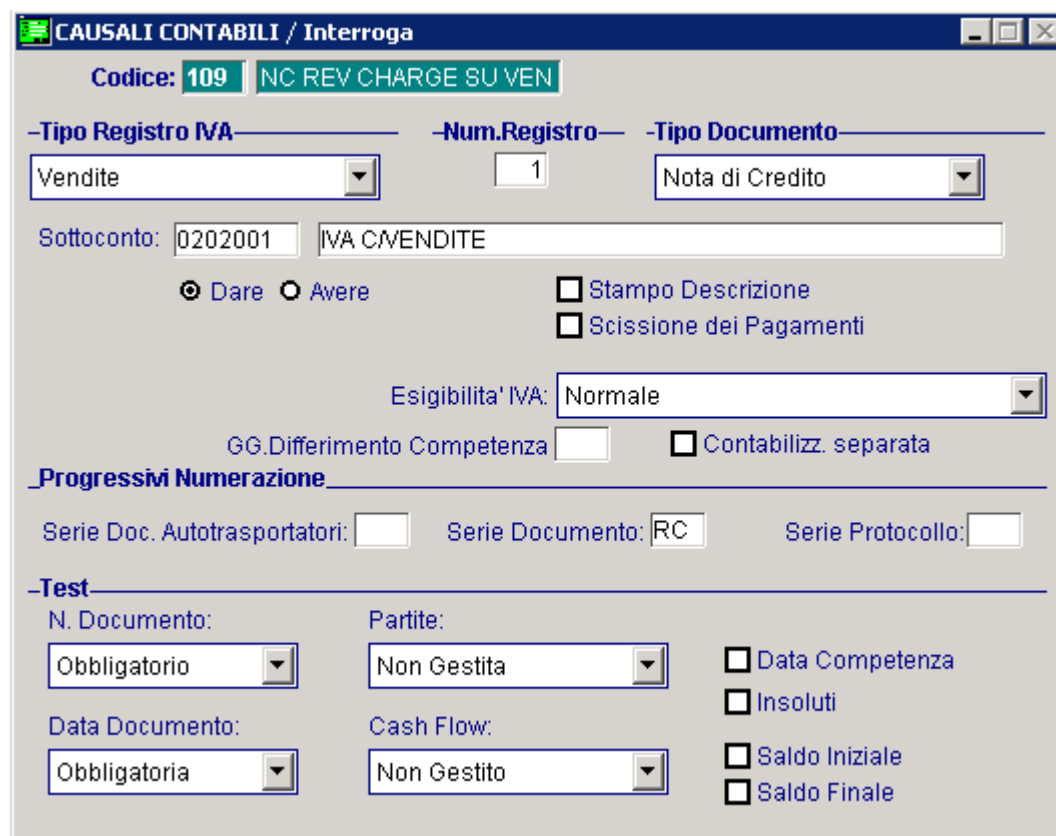 CAUSALI CONTABILI / Interroga
Codice: 109 NC REV CHARGE SU VEN
Tipo Registro IVA Num.Registro Tipo Documento
Vendite 1 Nota di Credito
Sottoconto: 0202001 IVA C/VENDITE
Dare Avere Stampo Descrizione
Scissione dei Pagamenti
Esigibilita' IVA: Normale
GG.Differimento Competenza Contabilizz. separata
Progressivi Numerazione
Serie Doc. Autotrasportatori: Serie Documento: RC Serie Protocollo:
Test
N. Documento: Partite:
Obbligatorio Non Gestita Data Competenza
Insoluti
Data Documento: Cash Flow:
Obbligatoria Non Gestito Saldo Iniziale
Saldo Finale